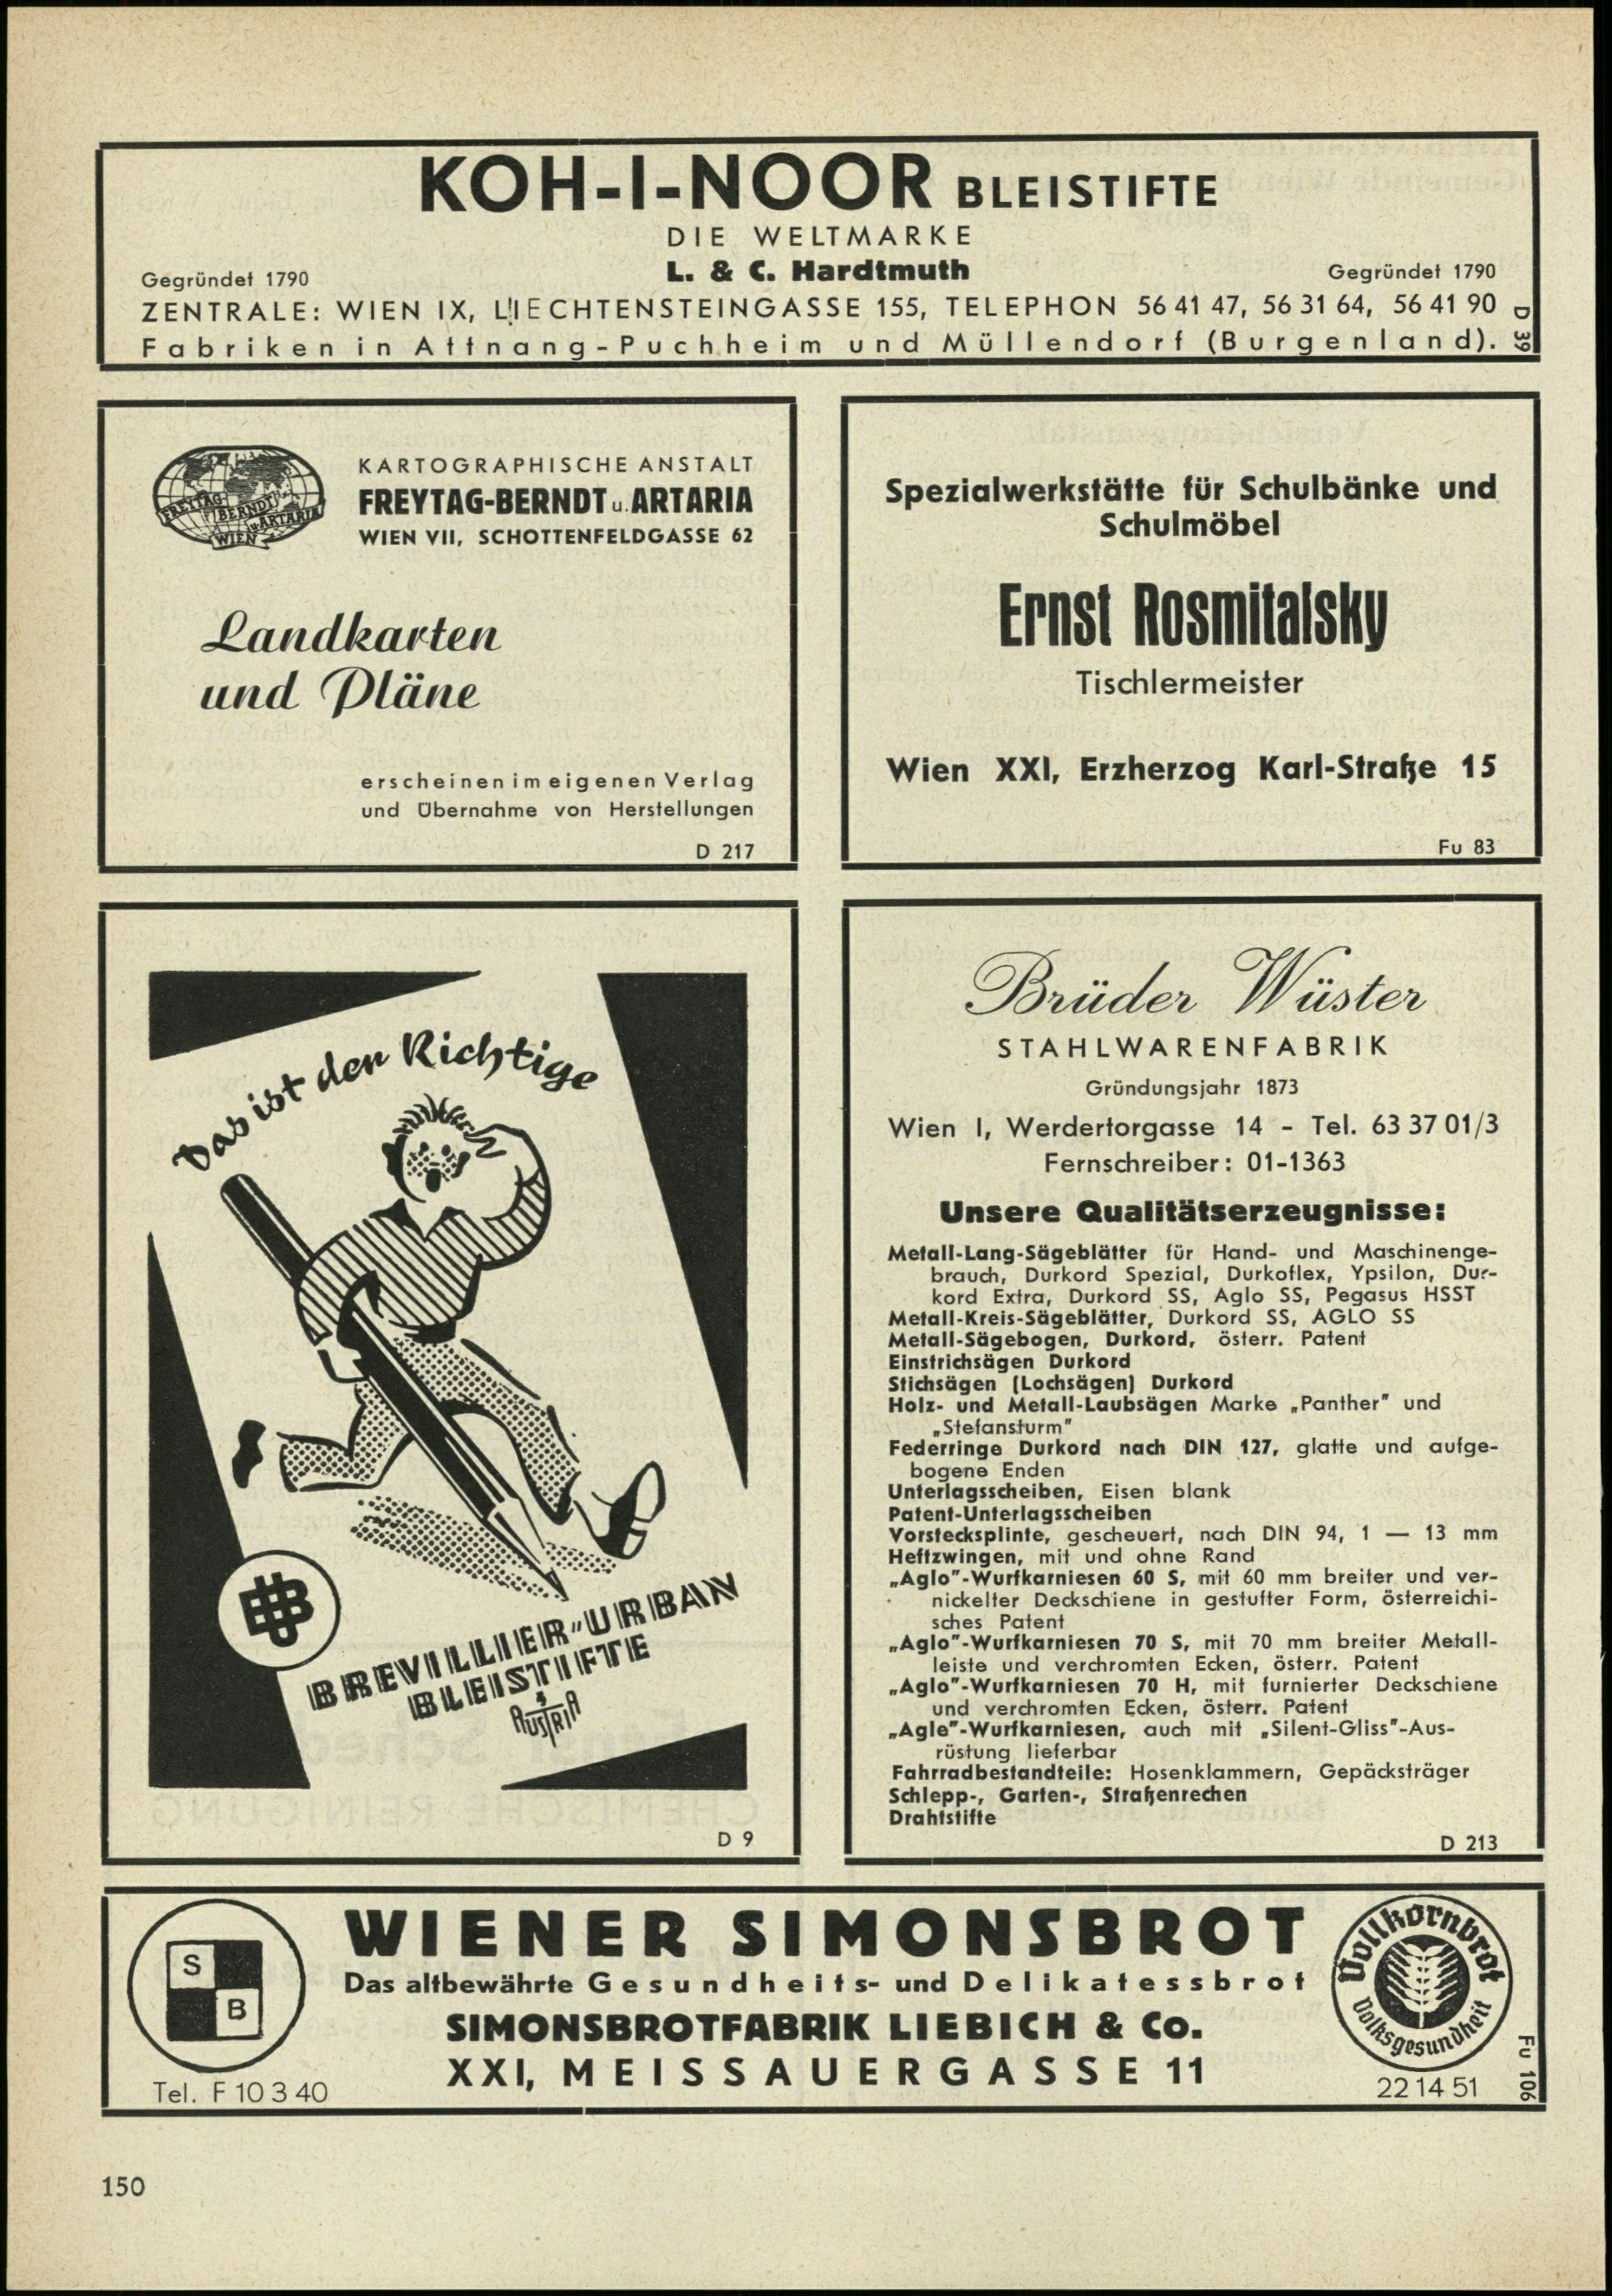 KOH-I-NOOR BLEISTIFTE
DIE WELTMARKE
L. & C. Hardtmuth
Gegründet 1790
Gegründet 1790
ZENTRALE: WIEN IX, LIECHTENSTEINGASSE 155, TELEPHON 56 41 47, 56 31 64, 56 41 90
Fabriken in Attnang-Puchheim und Müllendorf (Burgenland).
D 39
FREYTAG
BERNDT
u. ARTARIA
WIEN
KARTOGRAPHISCHE ANSTALT
FREYTAG-BERNDT u. ARTARIA
WIEN VII, SCHOTTENFELDGASSE 62
Landkarten
und Pläne
erscheinen im eigenen Verlag
und Übernahme von Herstellungen
D 217
Spezialwerkstätte für Schulbänke und
Schulmöbel
Ernst Rosmitalsky
Tischlermeister
Wien XXI, Erzherzog Karl-Straße 15
Fu 83
Das ist der Richtige
BREVILLIER-URBAN
BLEISTIFTE
AUSTRIA
D 9
Brüder Wüster
STAHLWARENFABRIK
Gründungsjahr 1873
Wien I, Werdertorgasse 14 - Tel. 63 37 01/3
Fernschreiber: 01-1363
Unsere Qualitätserzeugnisse:
Metall-Lang-Sägeblätter für Hand- und Maschinenge-
brauch, Durkord Spezial, Durkoflex, Ypsilon, Dur-
kord Extra, Durkord SS, Aglo SS, Pegasus HSST
Metall-Kreis-Sägeblätter, Durkord SS, AGLO SS
Metall-Sägebogen, Durkord, österr. Patent
Einstrichsägen Durkord
Stichsägen (Lochsägen) Durkord
Holz- und Metall-Laubsägen Marke „Panther" und
„Stefansturm"
Federringe Durkord nach DIN 127, glatte und aufge-
bogene Enden
Unterlagsscheiben, Eisen blank
Patent-Unterlagsscheiben
Vorstecksplinte, gescheuert, nach DIN 94, 1 — 13 mm
Heftzwingen, mit und ohne Rand
„Aglo"-Wurfkarniesen 60 S, mit 60 mm breiter und ver-
nickelter Deckschiene in gestufter Form, österreichi-
sches Patent
„Aglo"-Wurfkarniesen 70 S, mit 70 mm breiter Metall-
leiste und verchromten Ecken, österr. Patent
„Aglo"-Wurfkarniesen 70 H, mit furnierter Deckschiene
und verchromten Ecken, österr. Patent
„Agle"-Wurfkarniesen, auch mit „Silent-Gliss"-Aus-
rüstung lieferbar
Fahrradbestandteile: Hosenklammern, Gepäcksträger
Schlepp-, Garten-, Straßenrechen
Drahtstifte
D 213
S
B
Tel. F 10 3 40
WIENER SIMONSBROT
Das altbewährte Gesundheits- und Delikatessbrot
SIMONSBROTFABRIK LIEBICH & Co.
XXI, MEISSAUERGASSE 11
Vollkornbrot
Volksgesundheit
22 14 51
Fu 106
150